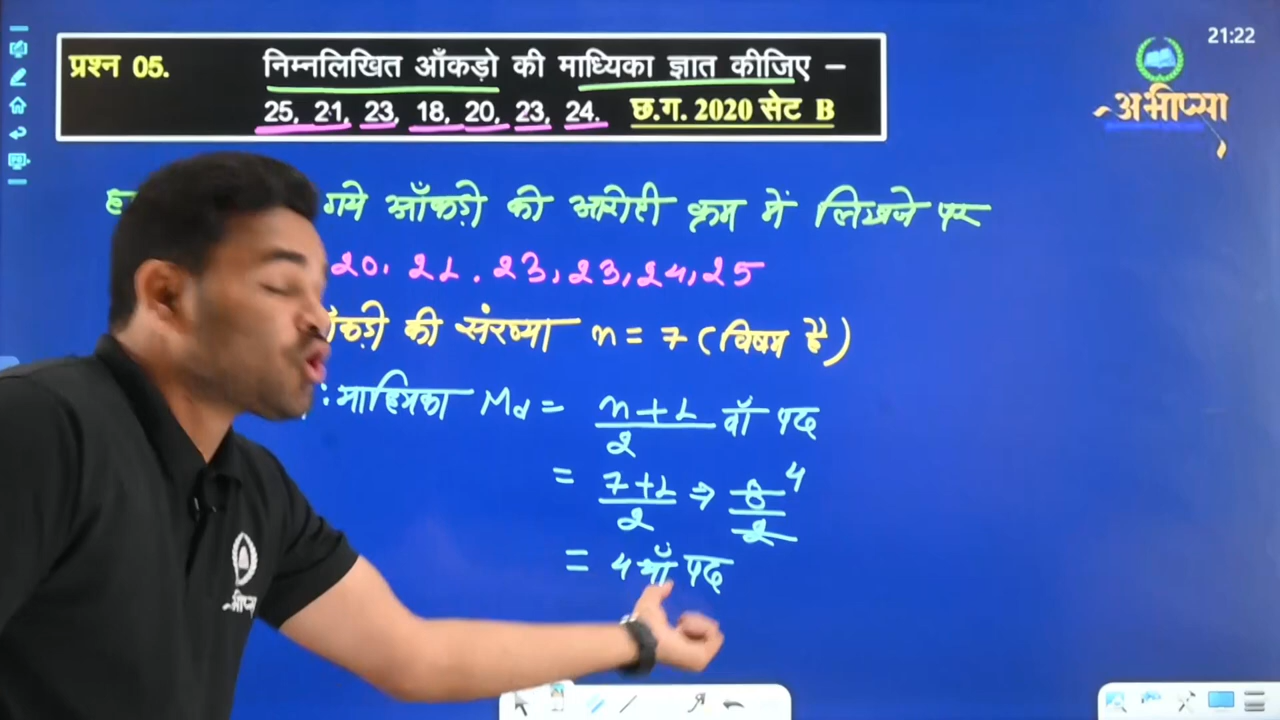 21:22
प्रश्न 05. निम्नलिखित आँकड़ो की माध्यिका ज्ञात कीजिए –
25, 21, 23, 18, 20, 23, 24. छ.ग. 2020 सेट B
अभीप्सा
गये आँकड़ो को आरोही क्रम में लिखने पर
20, 21, 23, 23, 24, 25
की संख्या n = 7 (विषम है)
: माध्यिका Md = n+1/2 वाँ पद
= 7+1/2 ⇒ 8/2 4
= 4 वाँ पद
अभीप्सा